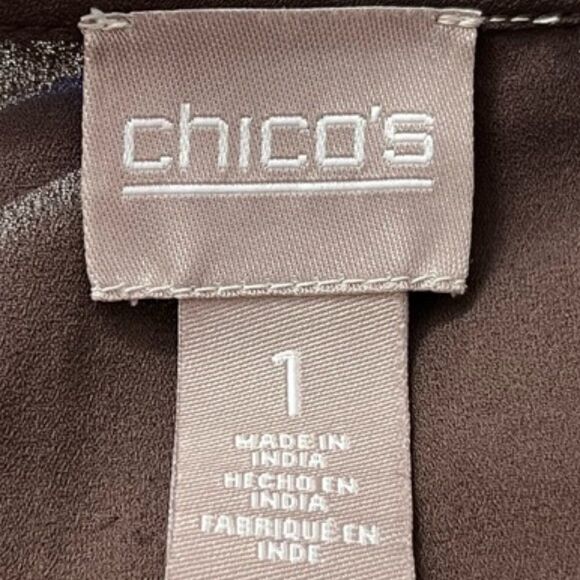 chico's
1
MADE IN
INDIA
HECHO EN
INDIA
FABRIQUÉ EN
INDE